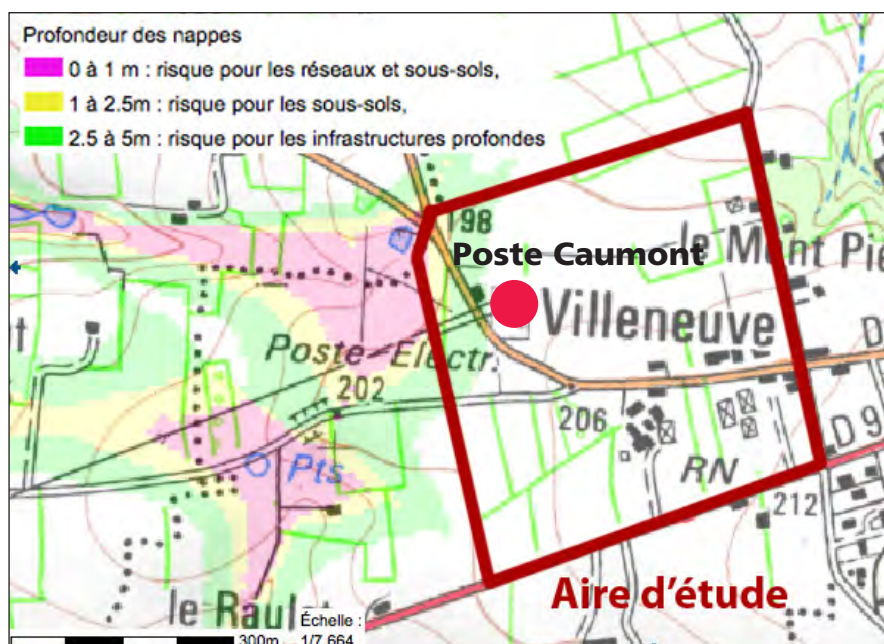 Profondeur des nappes
0 à 1 m : risque pour les réseaux et sous-sols,
1 à 2.5m : risque pour les sous-sols,
2.5 à 5m : risque pour les infrastructures profondes
198
Poste Caumont
le Mont Pie
Villeneuve
Poste Electr.
202
206
D
Pts
RN
D 9
212
Aire d'étude
le Raul
Échelle :
300m
1/7 664